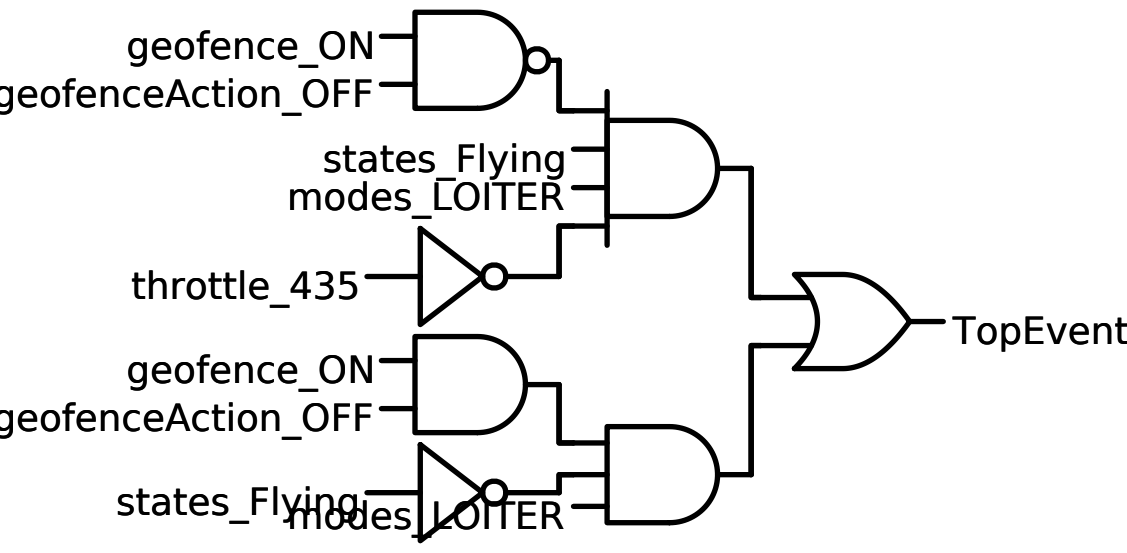 geofence_ON
geofenceAction_OFF
states_Flying
modes_LOITER
throttle_435
TopEvent
geofence_ON
geofenceAction_OFF
states_Flying
modes_LOITER